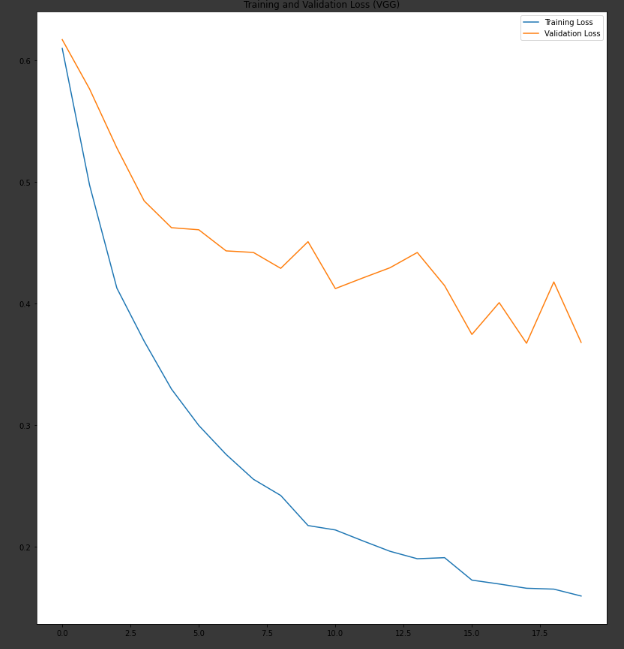 Training and Validation Loss (VGG)
Training Loss
Validation Loss
0.6
0.5
0.4
0.3
0.2
0.0 2.5 5.0 7.5 10.0 12.5 15.0 17.5